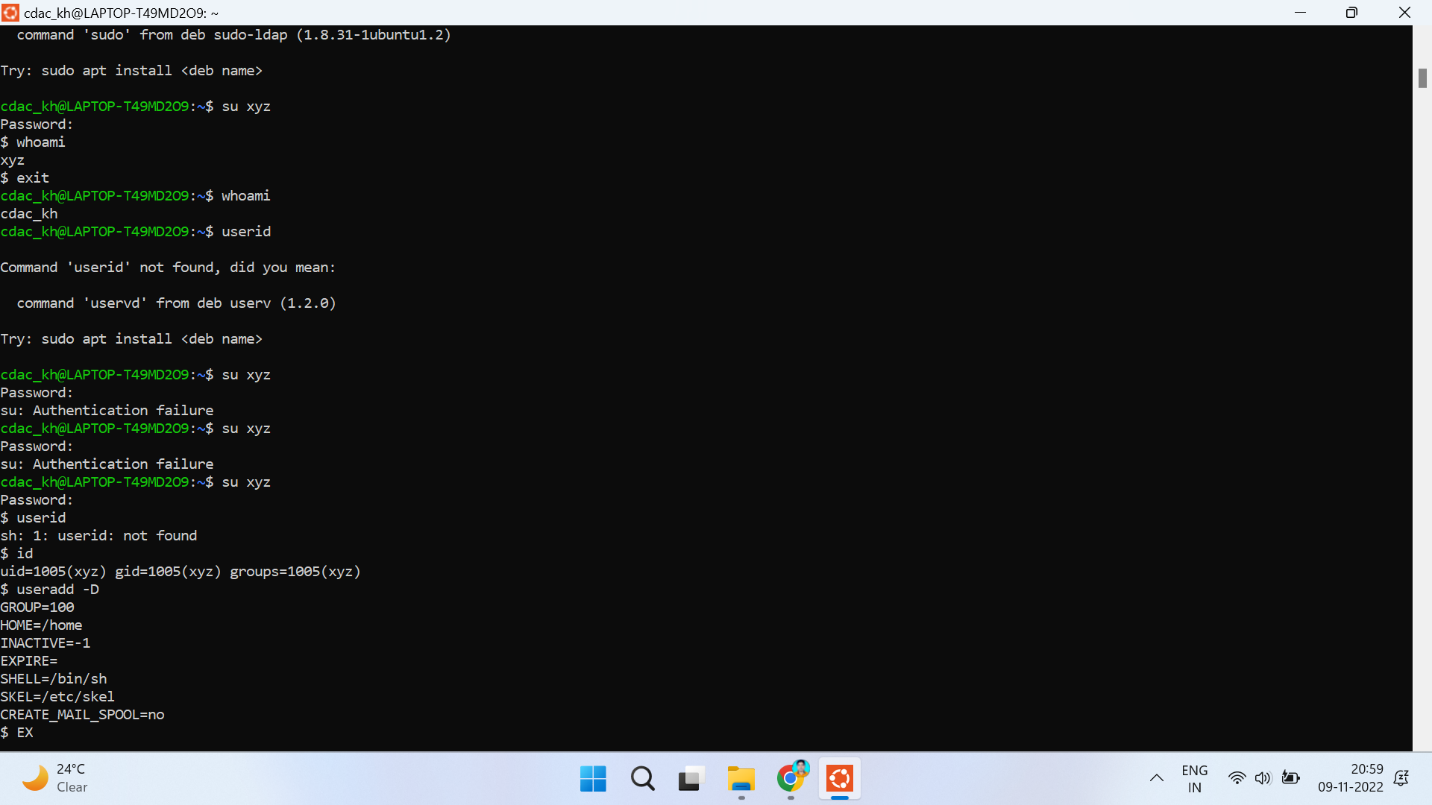 cdac_kh@LAPTOP-T49MD2O9: ~
command 'sudo' from deb sudo-ldap (1.8.31-1ubuntu1.2)
Try: sudo apt install <deb name>
cdac_kh@LAPTOP-T49MD2O9:~$ su xyz
Password:
$ whoami
xyz
$ exit
cdac_kh@LAPTOP-T49MD2O9:~$ whoami
cdac_kh
cdac_kh@LAPTOP-T49MD2O9:~$ userid
Command 'userid' not found, did you mean:
command 'uservd' from deb userv (1.2.0)
Try: sudo apt install <deb name>
cdac_kh@LAPTOP-T49MD2O9:~$ su xyz
Password:
su: Authentication failure
cdac_kh@LAPTOP-T49MD2O9:~$ su xyz
Password:
su: Authentication failure
cdac_kh@LAPTOP-T49MD2O9:~$ su xyz
Password:
$ userid
sh: 1: userid: not found
$ id
uid=1005(xyz) gid=1005(xyz) groups=1005(xyz)
$ useradd -D
GROUP=100
HOME=/home
INACTIVE=-1
EXPIRE=
SHELL=/bin/sh
SKEL=/etc/skel
CREATE_MAIL_SPOOL=no
$ EX
24°C
Clear
ENG
IN
20:59
09-11-2022